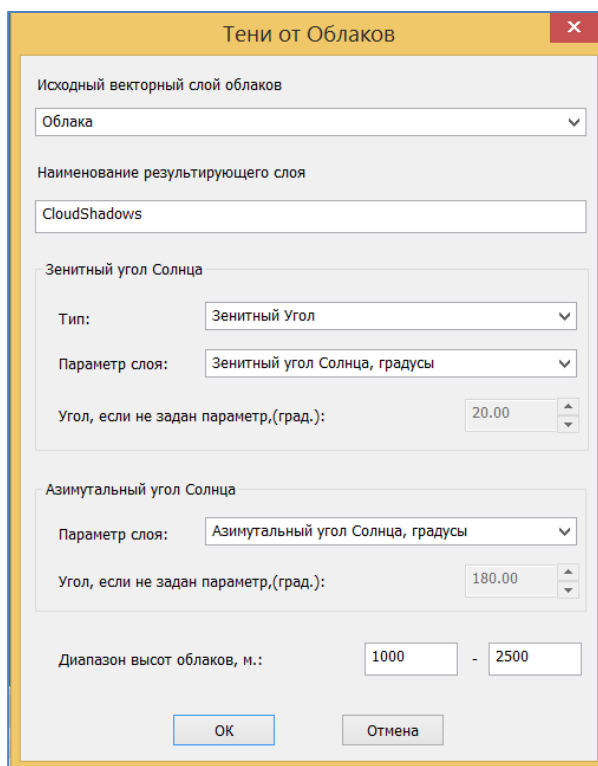 Тени от Облаков
Исходный векторный слой облаков
Облака
Наименование результирующего слоя
CloudShadows
Зенитный угол Солнца
Тип: Зенитный Угол
Параметр слоя: Зенитный угол Солнца, градусы
Угол, если не задан параметр,(град.): 20.00
Азимутальный угол Солнца
Параметр слоя: Азимутальный угол Солнца, градусы
Угол, если не задан параметр,(град.): 180.00
Диапазон высот облаков, м.: 1000 - 2500
ОК Отмена